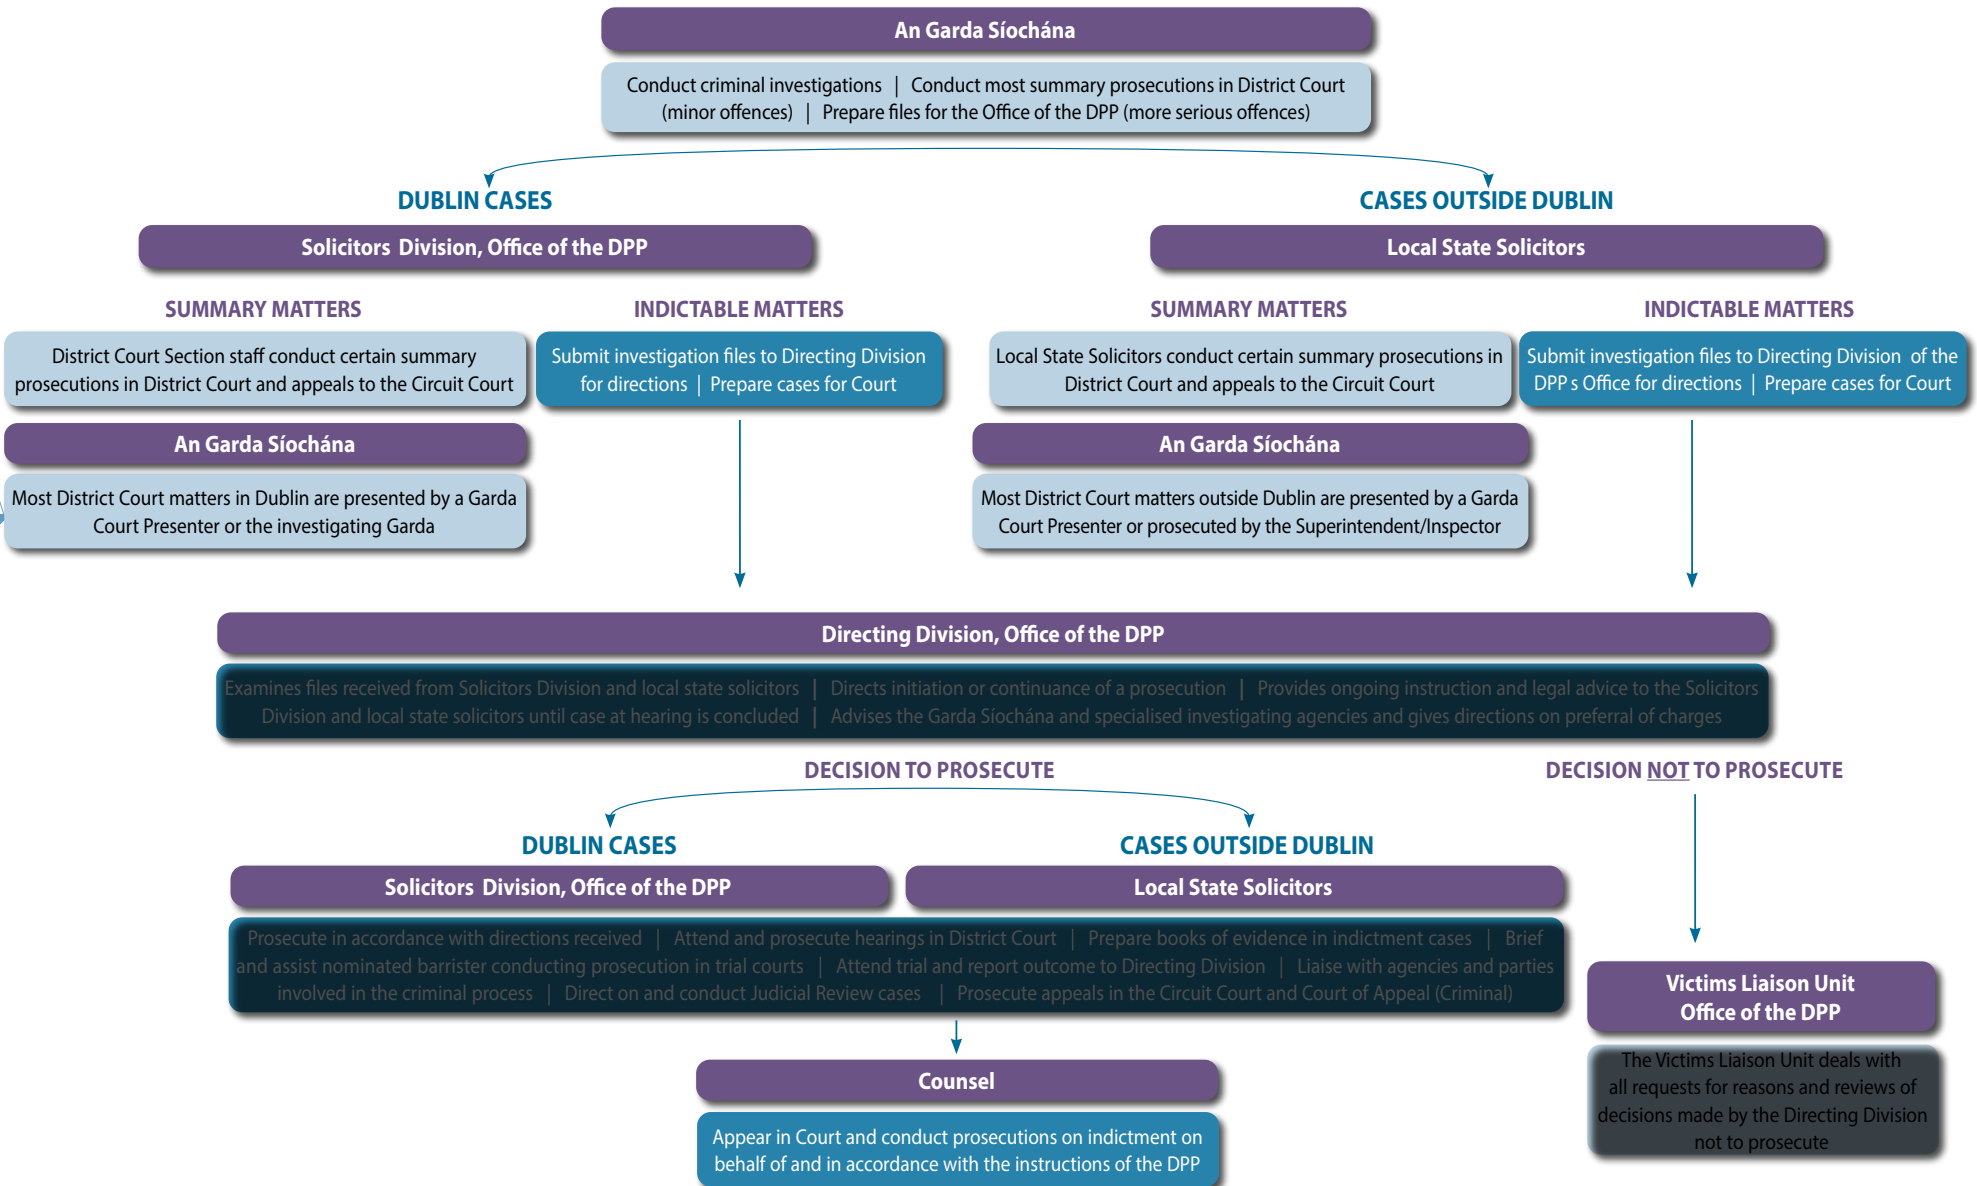 An Garda Síochána
Conduct criminal investigations | Conduct most summary prosecutions in District Court
(minor offences) | Prepare files for the Office of the DPP (more serious offences)
DUBLIN CASES
Solicitors Division, Office of the DPP
SUMMARY MATTERS
District Court Section staff conduct certain summary
prosecutions in District Court and appeals to the Circuit Court
An Garda Síochána
Most District Court matters in Dublin are presented by a Garda
Court Presenter or the investigating Garda
INDICTABLE MATTERS
Submit investigation files to Directing Division
for directions | Prepare cases for Court
CASES OUTSIDE DUBLIN
Local State Solicitors
SUMMARY MATTERS
Local State Solicitors conduct certain summary prosecutions in
District Court and appeals to the Circuit Court
An Garda Síochána
Most District Court matters outside Dublin are presented by a Garda
Court Presenter or prosecuted by the Superintendent/Inspector
INDICTABLE MATTERS
Submit investigation files to Directing Division of the
DPP s Office for directions | Prepare cases for Court
Directing Division, Office of the DPP
Examines files received from Solicitors Division and local state solicitors | Directs initiation or continuance of a prosecution | Provides ongoing instruction and legal advice to the Solicitors
Division and local state solicitors until case at hearing is concluded | Advises the Garda Síochána and specialised investigating agencies and gives directions on preferral of charges
DECISION TO PROSECUTE
DUBLIN CASES
Solicitors Division, Office of the DPP
CASES OUTSIDE DUBLIN
Local State Solicitors
Prosecute in accordance with directions received | Attend and prosecute hearings in District Court | Prepare books of evidence in indictment cases | Brief
and assist nominated barrister conducting prosecution in trial courts | Attend trial and report outcome to Directing Division | Liaise with agencies and parties
involved in the criminal process | Direct on and conduct Judicial Review cases | Prosecute appeals in the Circuit Court and Court of Appeal (Criminal)
Counsel
Appear in Court and conduct prosecutions on indictment on
behalf of and in accordance with the instructions of the DPP
DECISION NOT TO PROSECUTE
Victims Liaison Unit
Office of the DPP
The Victims Liaison Unit deals with
all requests for reasons and reviews of
decisions made by the Directing Division
not to prosecute